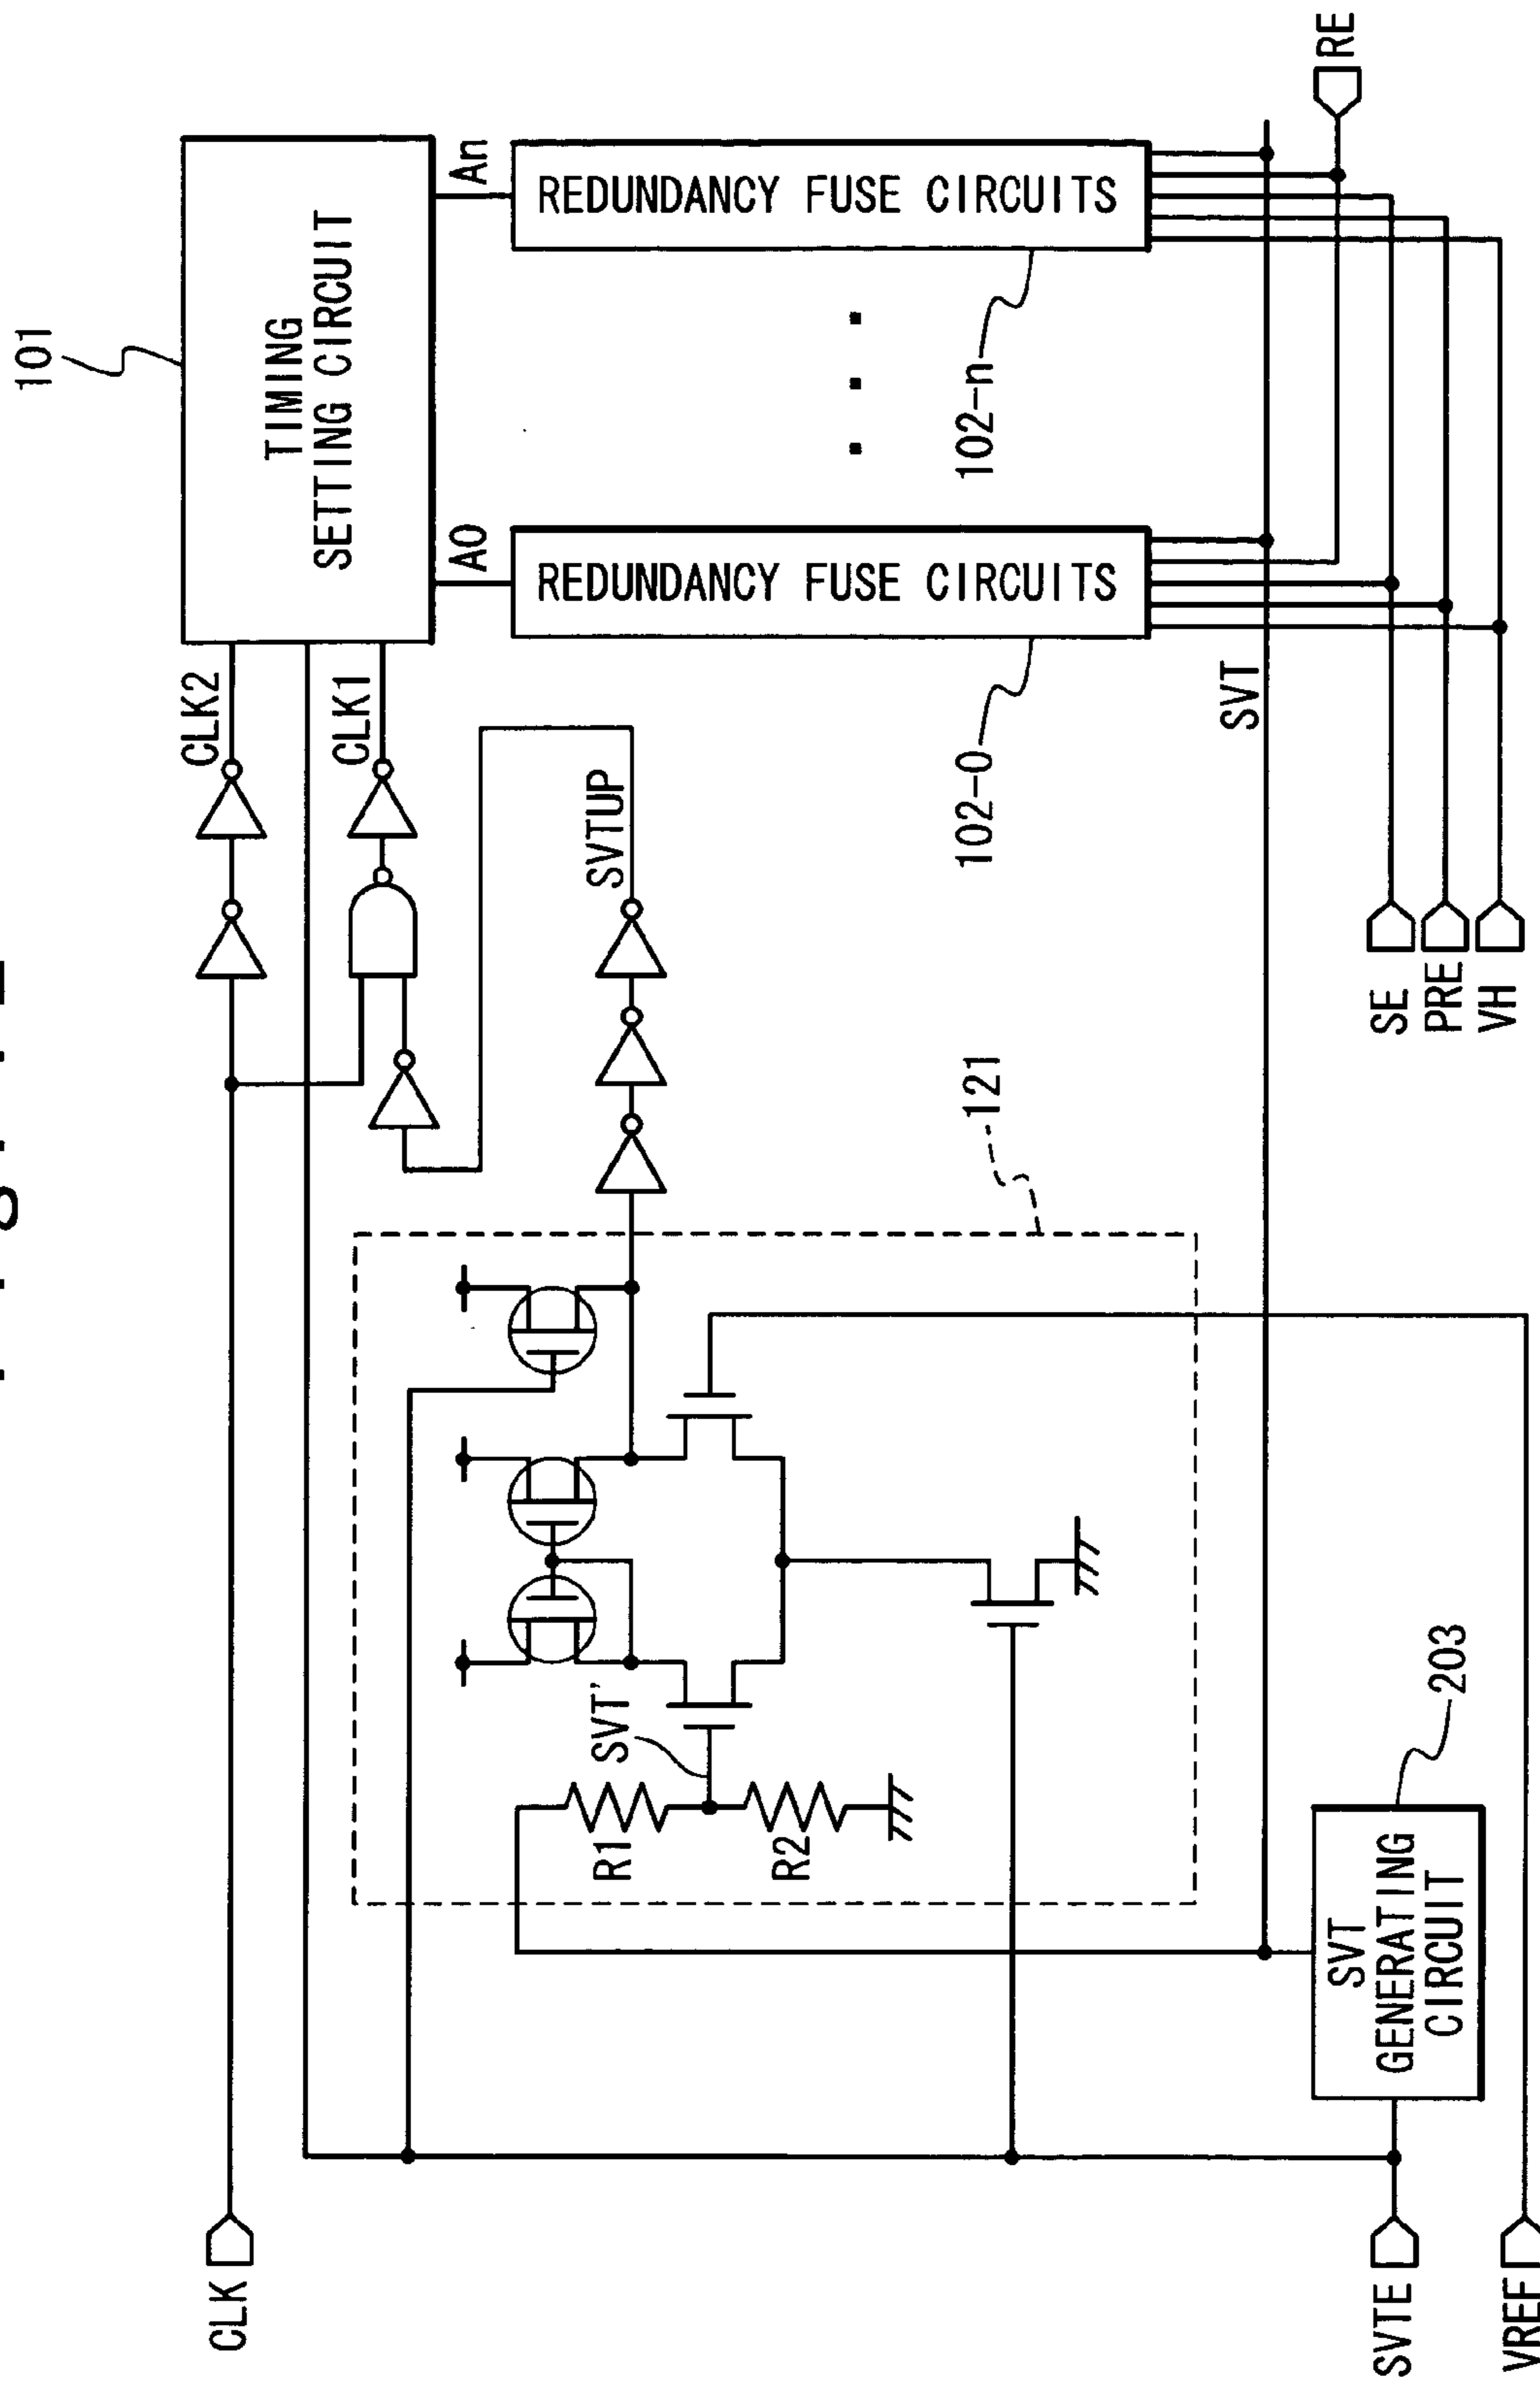 101
TIMING
SETTING CIRCUIT
CLK2
CLK1
A0
An
REDUNDANCY FUSE CIRCUITS
REDUNDANCY FUSE CIRCUITS
102-0
102-n
SVTUP
SVT
RE
SE
PRE
VH
121
SVT'
R1
R2
203
SVT
GENERATING
CIRCUIT
CLK
SVTE
VREF